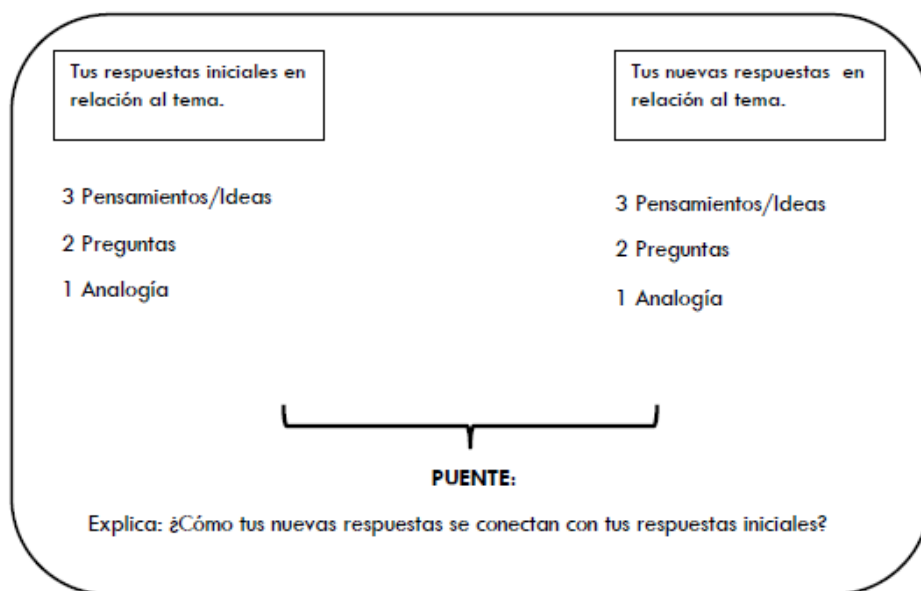 Tus respuestas iniciales en
relación al tema.
3 Pensamientos/Ideas
2 Preguntas
1 Analogía
Tus nuevas respuestas en
relación al tema.
3 Pensamientos/Ideas
2 Preguntas
1 Analogía
PUENTE:
Explica: ¿Cómo tus nuevas respuestas se conectan con tus respuestas iniciales?